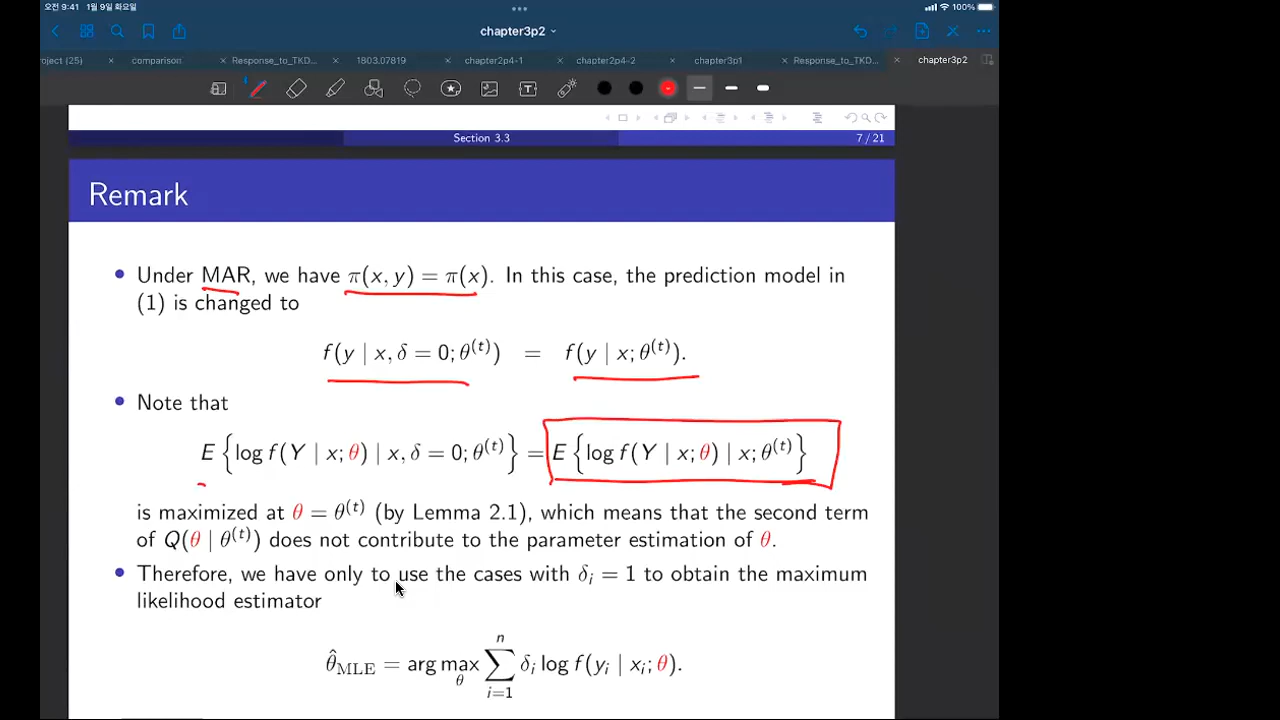 오전 9:41 1월 9일 화요일
100%
chapter3p2
roject (25) comparison Response_to_TKD... 1803.07819 chapter2p4-1 chapter2p4-2 chapter3p1 Response_to_TKD... chapter3p2
Section 3.3 7 / 21
Remark
Under MAR, we have π(x, y) = π(x). In this case, the prediction model in
(1) is changed to
f(y | x, δ = 0; θ^(t)) = f(y | x; θ^(t)).
Note that
E {log f(Y | x; θ) | x, δ = 0; θ^(t)} = E {log f(Y | x; θ) | x; θ^(t)}
is maximized at θ = θ^(t) (by Lemma 2.1), which means that the second term
of Q(θ | θ^(t)) does not contribute to the parameter estimation of θ.
Therefore, we have only to use the cases with δ_i = 1 to obtain the maximum
likelihood estimator
θ̂_MLE = arg max_θ ∑_{i=1}^n δ_i log f(y_i | x_i; θ).